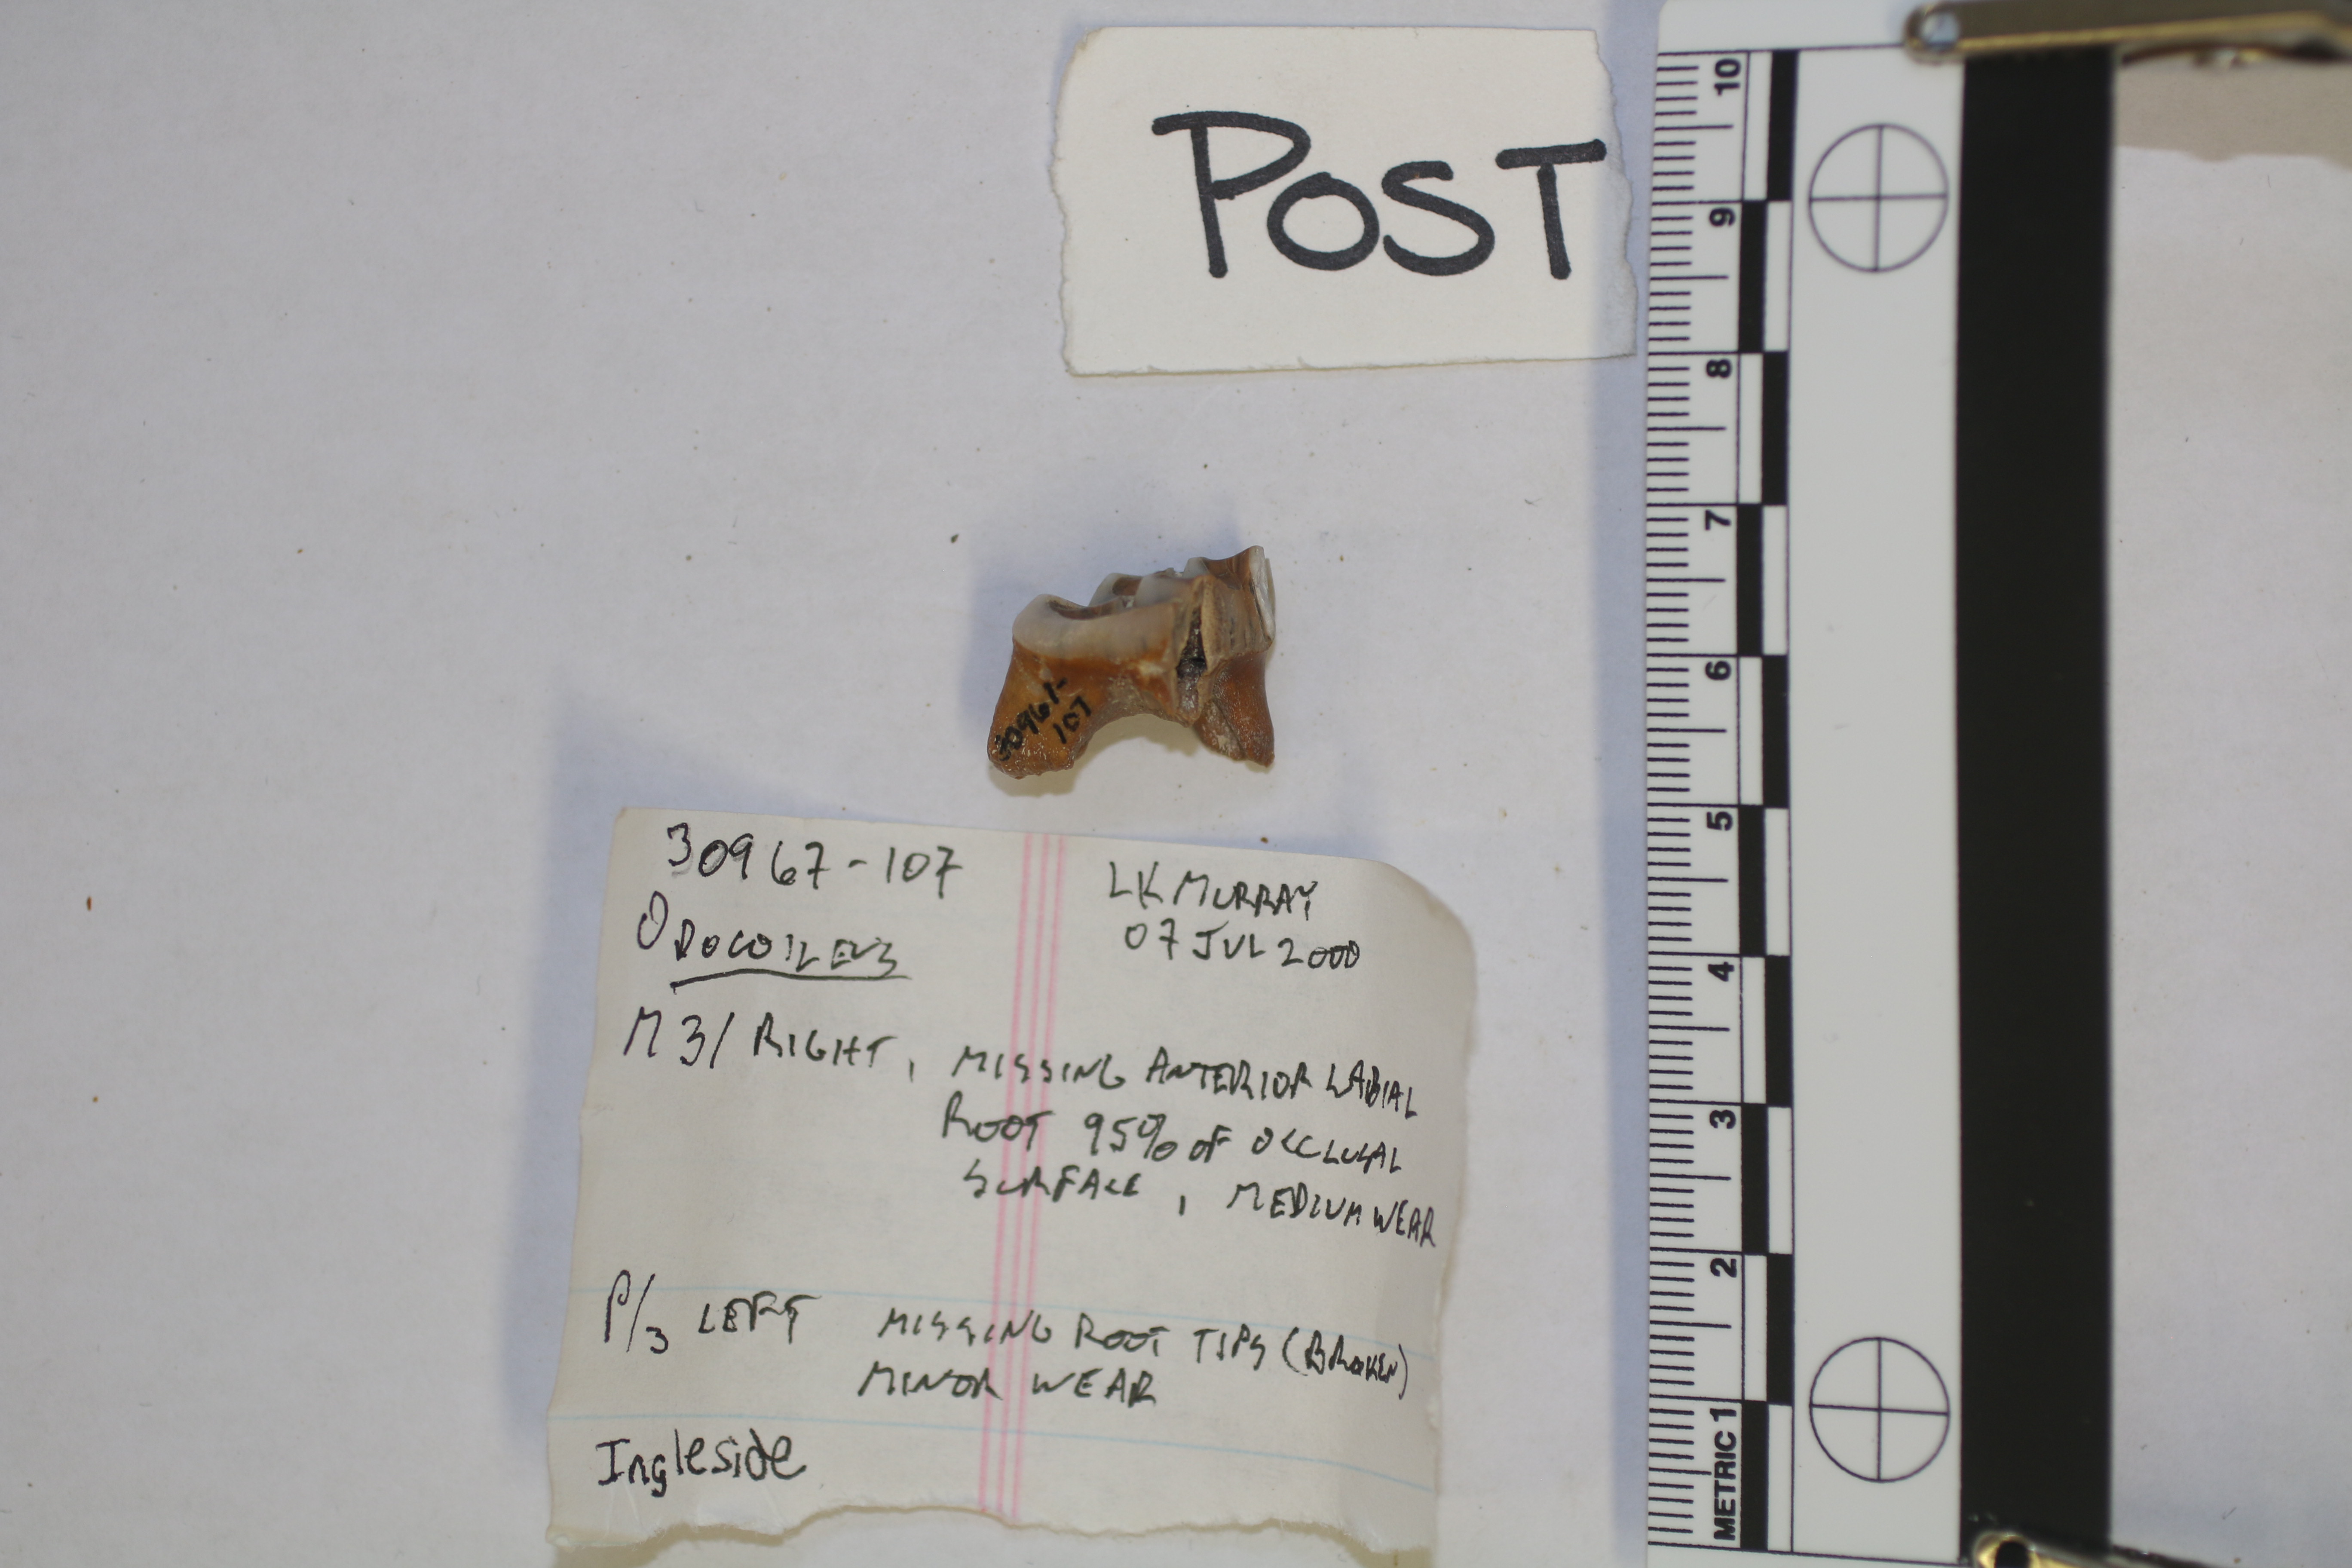 POST
30967-
107
30967-107
LK MURRAY
07 JUL 2000
ODOCOILEUS
M3/ RIGHT, MISSING ANTERIOR LABIAL
ROOT 95% OF OCCLUSAL
SURFACE, MEDIUM WEAR
P/3 LEFT MISSING ROOT TIPS (BROKEN)
MINOR WEAR
Ingleside
10
9
8
7
6
5
4
3
2
METRIC 1